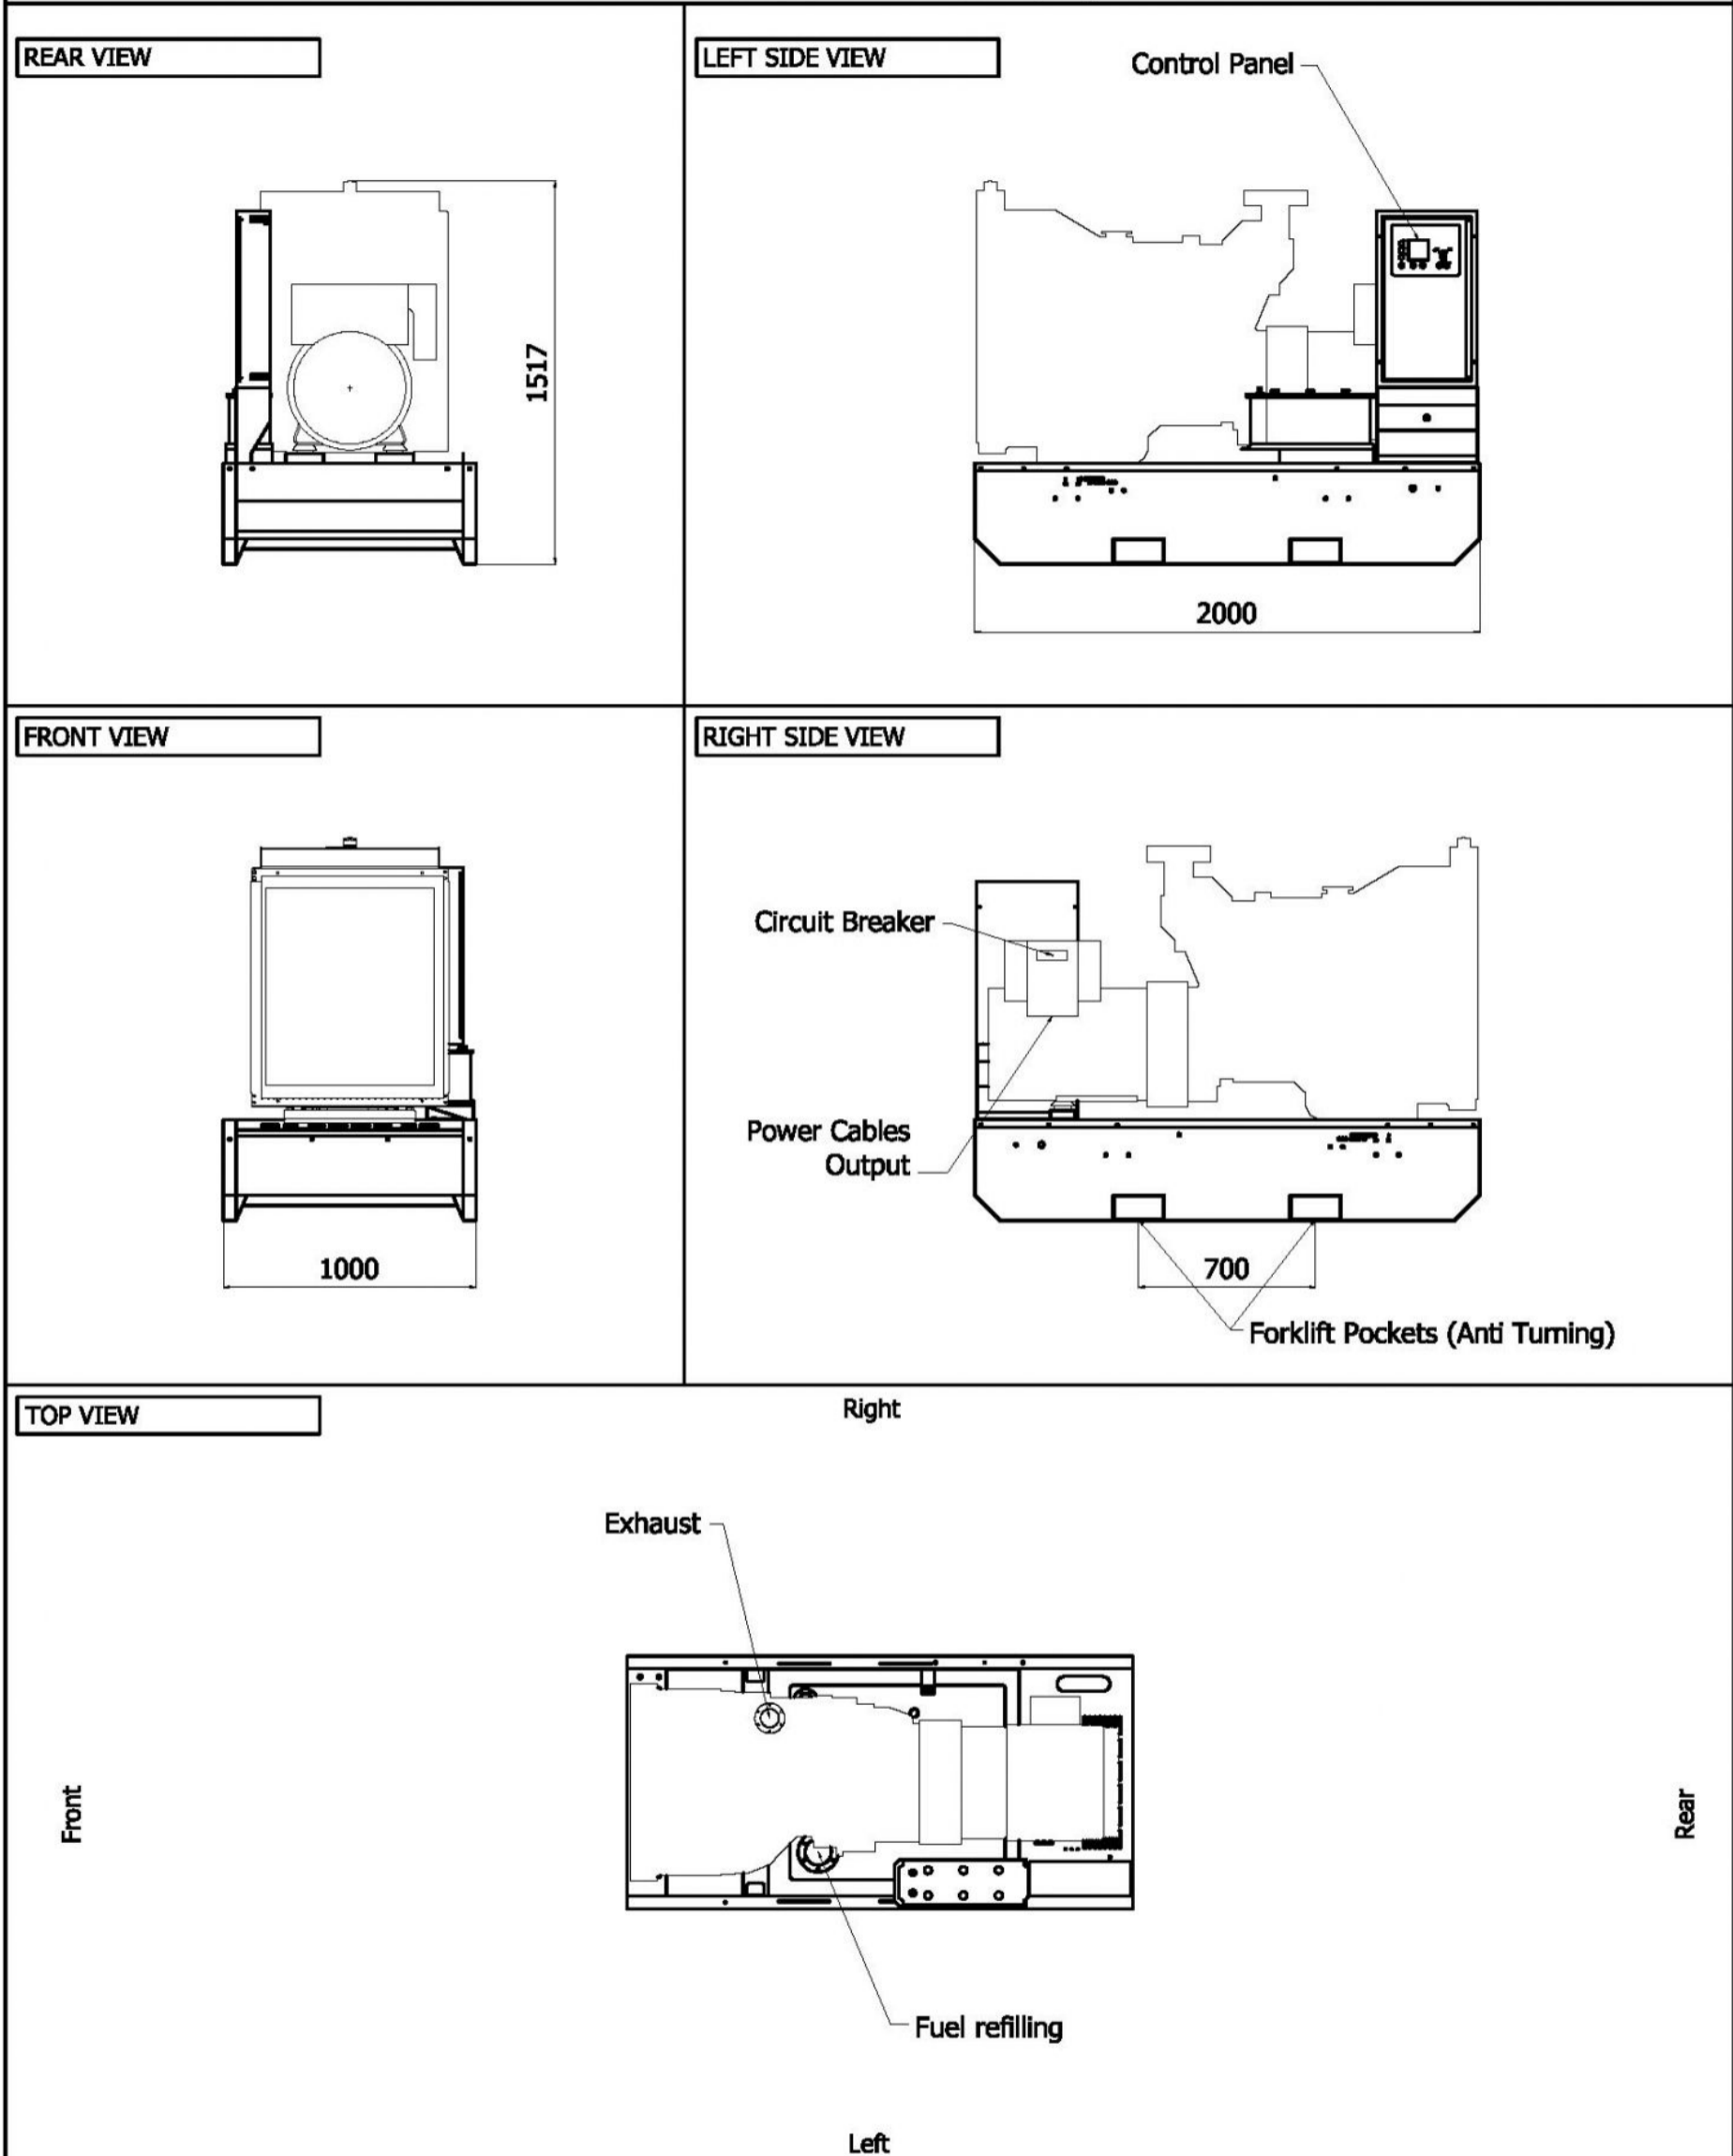 REAR VIEW
1517
LEFT SIDE VIEW
Control Panel
2000
FRONT VIEW
1000
RIGHT SIDE VIEW
Circuit Breaker
Power Cables
Output
700
Forklift Pockets (Anti Turning)
TOP VIEW
Right
Exhaust
Front
Rear
Fuel refilling
Left